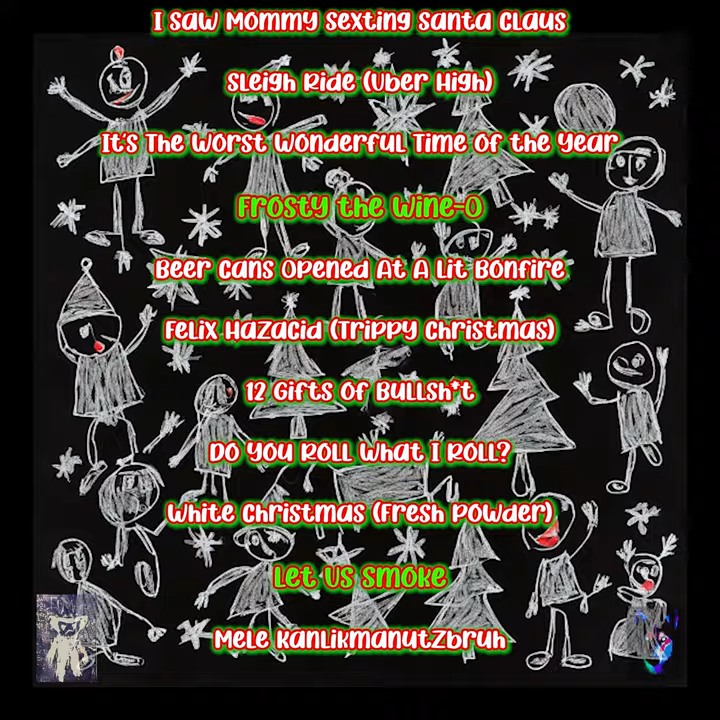 I Saw Mommy Sexting Santa Claus
Sleigh Ride (Uber High)
It's The Worst Wonderful Time Of the Year
Frosty the Wine-O
Beer Cans Opened At A Lit Bonfire
Felix HazAcid (Trippy Christmas)
12 Gifts Of Bullsh*t
Do You Roll What I Roll?
White Christmas (Fresh Powder)
Let Us Smoke
Mele Kanlikmanutzbruh